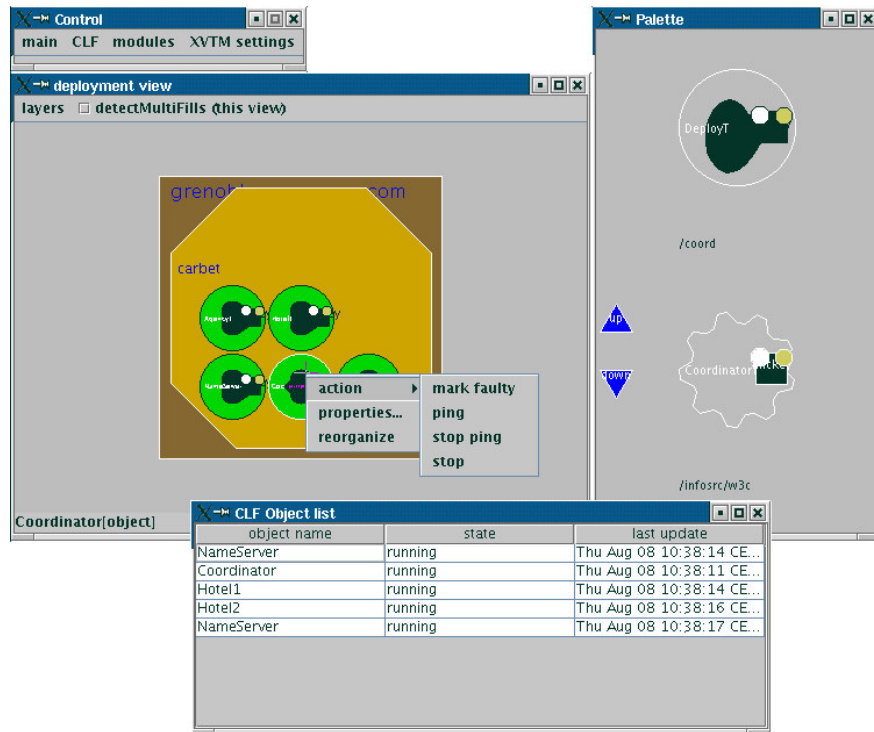 Control
main CLF modules XVTM settings
deployment view
layers detectMultiFills (this view)
com
carbet
NameServer
action
properties...
reorganize
mark faulty
ping
stop ping
stop
Coordinator[object]
Palette
DeployT
/coord
up
down
Coordinator
/infosrc/w3c
CLF Object list
object name state last update
NameServer running Thu Aug 08 10:38:14 CE...
Coordinator running Thu Aug 08 10:38:11 CE...
Hotel1 running Thu Aug 08 10:38:14 CE...
Hotel2 running Thu Aug 08 10:38:16 CE...
NameServer running Thu Aug 08 10:38:17 CE...